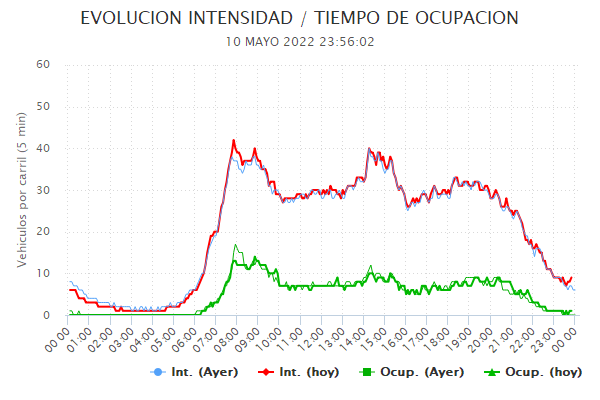 EVOLUCION INTENSIDAD / TIEMPO DE OCUPACION
10 MAYO 2022 23:56:02
Vehiculos por carril (5 min)
60
50
40
30
20
10
0
00:00 01:00 02:00 03:00 04:00 05:00 06:00 07:00 08:00 09:00 10:00 11:00 12:00 13:00 14:00 15:00 16:00 17:00 18:00 19:00 20:00 21:00 22:00 23:00 00:00
Int. (Ayer) Int. (hoy) Ocup. (Ayer) Ocup. (hoy)